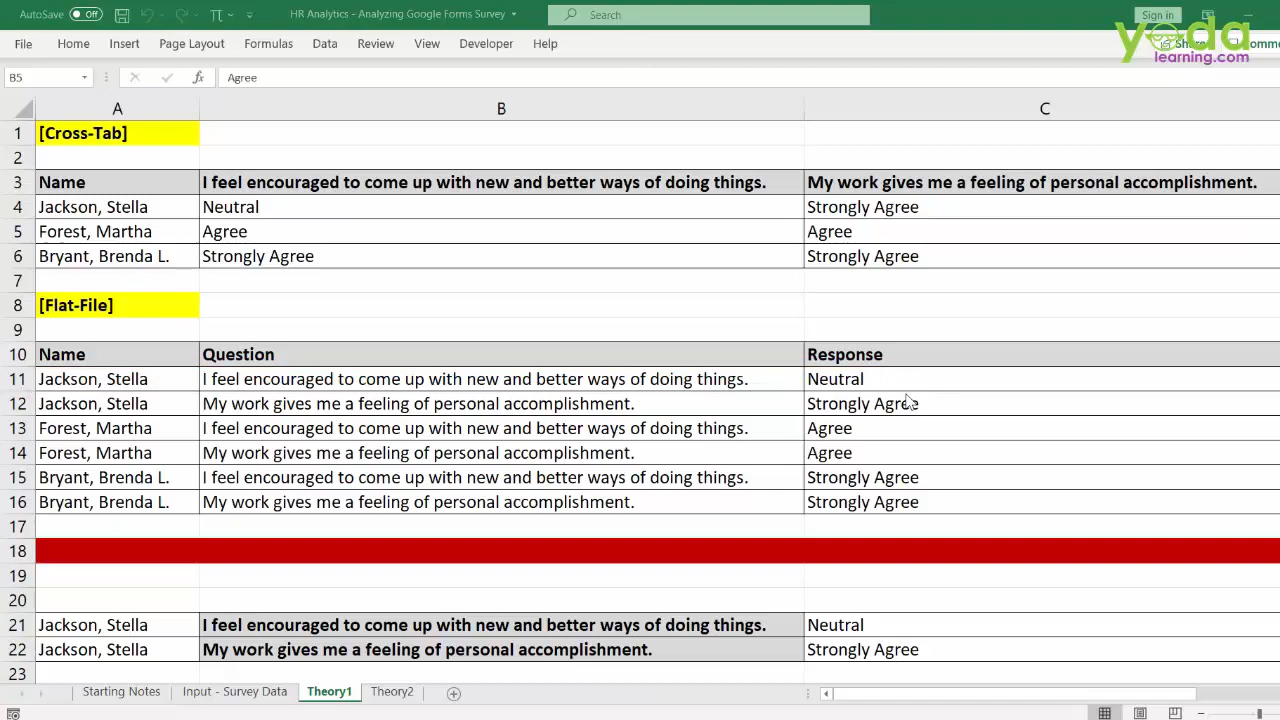 AutoSave Off HR Analytics - Analyzing Google Forms Survey Search Sign in
yoda
learning.com
File Home Insert Page Layout Formulas Data Review View Developer Help Share
B5 fx Agree
A B C
1 [Cross-Tab]
2
3 Name I feel encouraged to come up with new and better ways of doing things. My work gives me a feeling of personal accomplishment.
4 Jackson, Stella Neutral Strongly Agree
5 Forest, Martha Agree Agree
6 Bryant, Brenda L. Strongly Agree Strongly Agree
7
8 [Flat-File]
9
10 Name Question Response
11 Jackson, Stella I feel encouraged to come up with new and better ways of doing things. Neutral
12 Jackson, Stella My work gives me a feeling of personal accomplishment. Strongly Agree
13 Forest, Martha I feel encouraged to come up with new and better ways of doing things. Agree
14 Forest, Martha My work gives me a feeling of personal accomplishment. Agree
15 Bryant, Brenda L. I feel encouraged to come up with new and better ways of doing things. Strongly Agree
16 Bryant, Brenda L. My work gives me a feeling of personal accomplishment. Strongly Agree
17
18
19
20
21 Jackson, Stella I feel encouraged to come up with new and better ways of doing things. Neutral
22 Jackson, Stella My work gives me a feeling of personal accomplishment. Strongly Agree
23
Starting Notes Input - Survey Data Theory1 Theory2